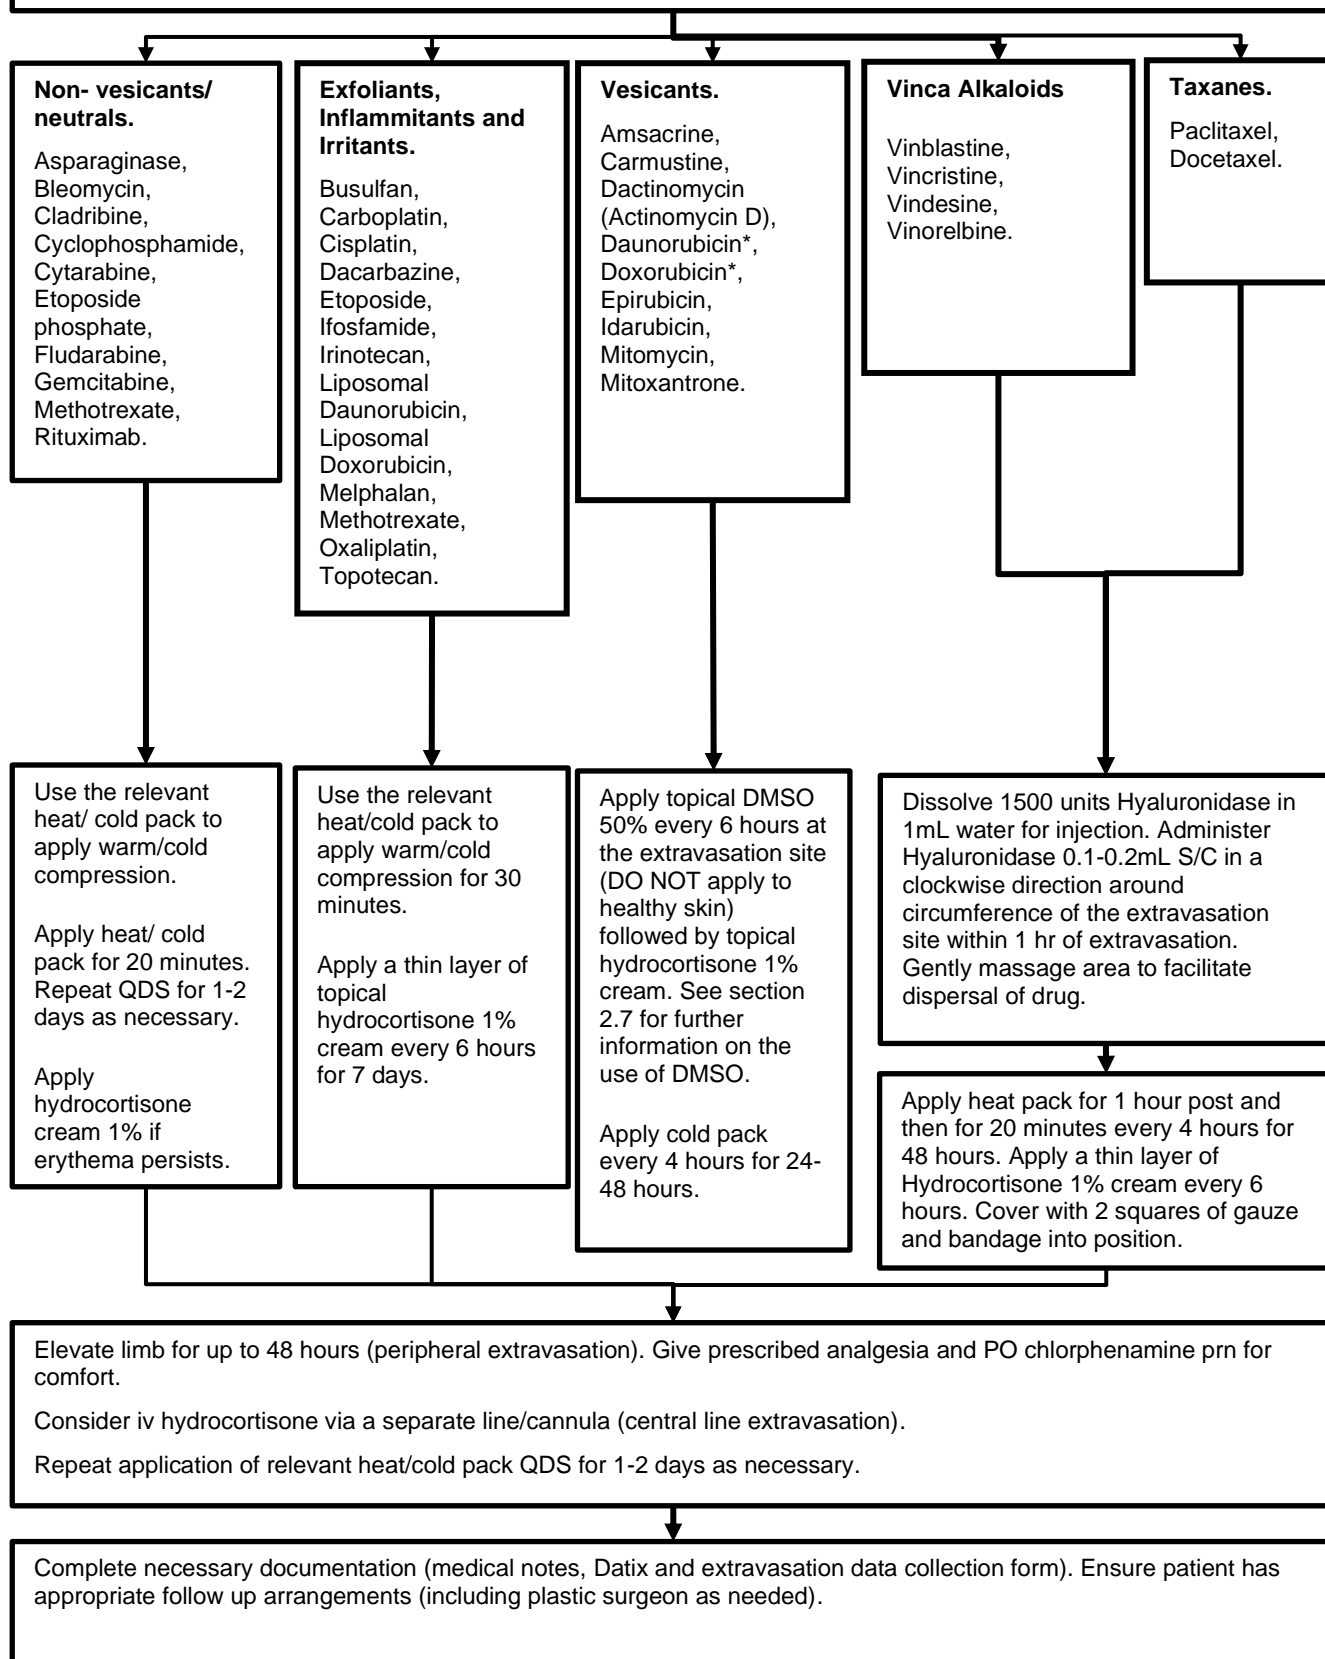 Non- vesicants/
neutrals.
Asparaginase,
Bleomycin,
Cladribine,
Cyclophosphamide,
Cytarabine,
Etoposide
phosphate,
Fludarabine,
Gemcitabine,
Methotrexate,
Rituximab.
Exfoliants,
Inflammitants and
Irritants.
Busulfan,
Carboplatin,
Cisplatin,
Dacarbazine,
Etoposide,
Ifosfamide,
Irinotecan,
Liposomal
Daunorubicin,
Liposomal
Doxorubicin,
Melphalan,
Methotrexate,
Oxaliplatin,
Topotecan.
Vesicants.
Amsacrine,
Carmustine,
Dactinomycin
(Actinomycin D),
Daunorubicin*,
Doxorubicin*,
Epirubicin,
Idarubicin,
Mitomycin,
Mitoxantrone.
Vinca Alkaloids
Vinblastine,
Vincristine,
Vindesine,
Vinorelbine.
Taxanes.
Paclitaxel,
Docetaxel.
Use the relevant
heat/ cold pack to
apply warm/cold
compression.
Apply heat/ cold
pack for 20 minutes.
Repeat QDS for 1-2
days as necessary.
Apply
hydrocortisone
cream 1% if
erythema persists.
Use the relevant
heat/cold pack to
apply warm/cold
compression for 30
minutes.
Apply a thin layer of
topical
hydrocortisone 1%
cream every 6 hours
for 7 days.
Apply topical DMSO
50% every 6 hours at
the extravasation site
(DO NOT apply to
healthy skin)
followed by topical
hydrocortisone 1%
cream. See section
2.7 for further
information on the
use of DMSO.
Apply cold pack
every 4 hours for 24-
48 hours.
Dissolve 1500 units Hyaluronidase in
1mL water for injection. Administer
Hyaluronidase 0.1-0.2mL S/C in a
clockwise direction around
circumference of the extravasation
site within 1 hr of extravasation.
Gently massage area to facilitate
dispersal of drug.
Apply heat pack for 1 hour post and
then for 20 minutes every 4 hours for
48 hours. Apply a thin layer of
Hydrocortisone 1% cream every 6
hours. Cover with 2 squares of gauze
and bandage into position.
Elevate limb for up to 48 hours (peripheral extravasation). Give prescribed analgesia and PO chlorphenamine prn for
comfort.
Consider iv hydrocortisone via a separate line/cannula (central line extravasation).
Repeat application of relevant heat/cold pack QDS for 1-2 days as necessary.
Complete necessary documentation (medical notes, Datix and extravasation data collection form). Ensure patient has
appropriate follow up arrangements (including plastic surgeon as needed).